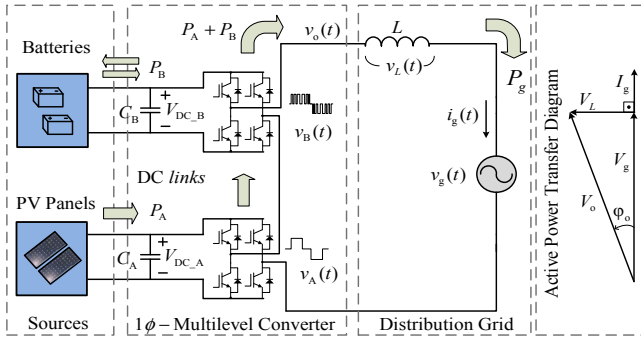 Batteries
P_B
C_B
V_DC_B
P_A + P_B
v_o(t)
L
v_L(t)
P_g
v_B(t)
i_g(t)
v_g(t)
DC links
PV Panels
P_A
C_A
V_DC_A
v_A(t)
Sources
1ϕ – Multilevel Converter
Distribution Grid
Active Power Transfer Diagram
V_L
I_g
V_g
V_o
φ_o
+
−
+
−